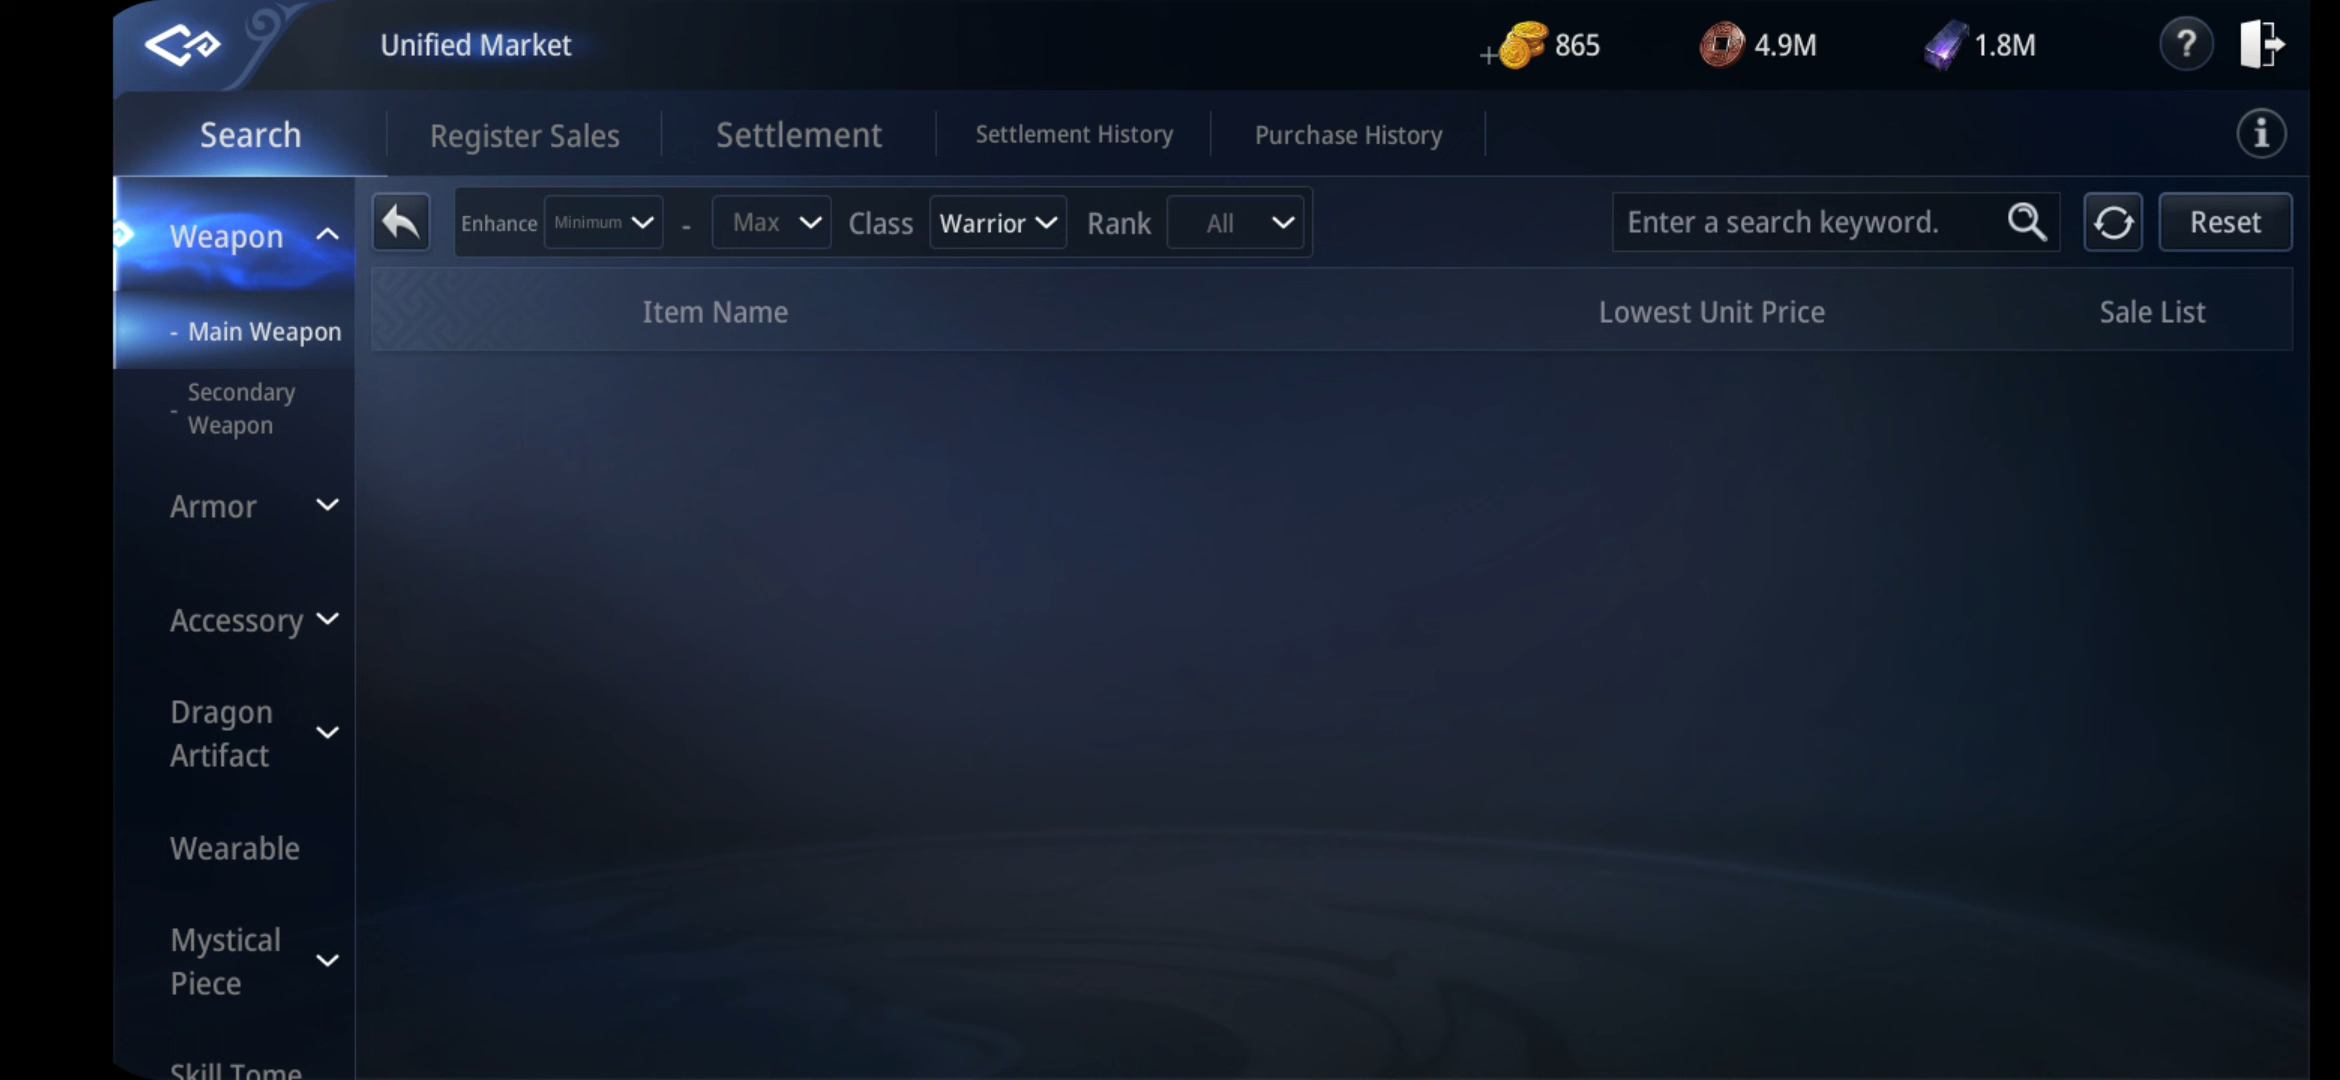 Unified Market
865
4.9M
1.8M
?
Search
Register Sales
Settlement
Settlement History
Purchase History
Weapon
- Main Weapon
- Secondary
Weapon
Armor
Accessory
Dragon
Artifact
Wearable
Mystical
Piece
Skill Tome
Enhance
Minimum
-
Max
Class
Warrior
Rank
All
Enter a search keyword.
Reset
Item Name
Lowest Unit Price
Sale List